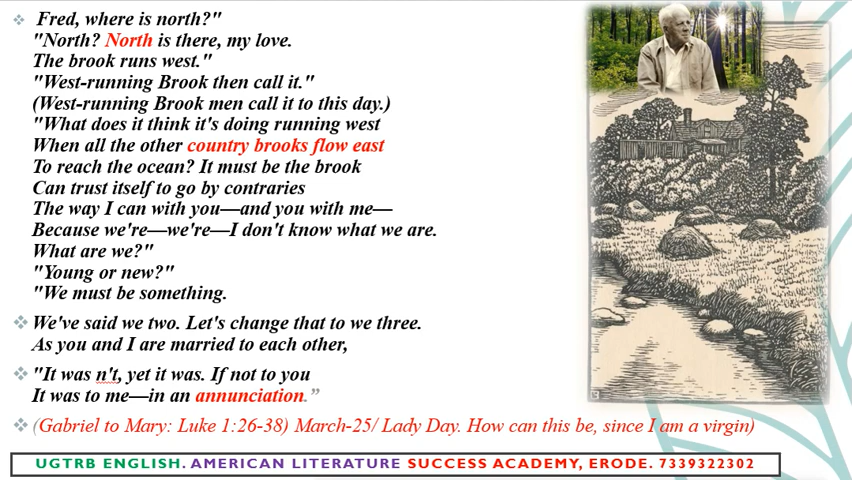 Fred, where is north?"
"North? North is there, my love.
The brook runs west."
"West-running Brook then call it."
(West-running Brook men call it to this day.)
"What does it think it's doing running west
When all the other country brooks flow east
To reach the ocean? It must be the brook
Can trust itself to go by contraries
The way I can with you—and you with me—
Because we're—we're—I don't know what we are.
What are we?"
"Young or new?"
"We must be something.
We've said we two. Let's change that to we three.
As you and I are married to each other,
"It was n't, yet it was. If not to you
It was to me—in an annunciation.”
(Gabriel to Mary: Luke 1:26-38) March-25/ Lady Day. How can this be, since I am a virgin)
UGTRB ENGLISH. AMERICAN LITERATURE SUCCESS ACADEMY, ERODE. 7339322302